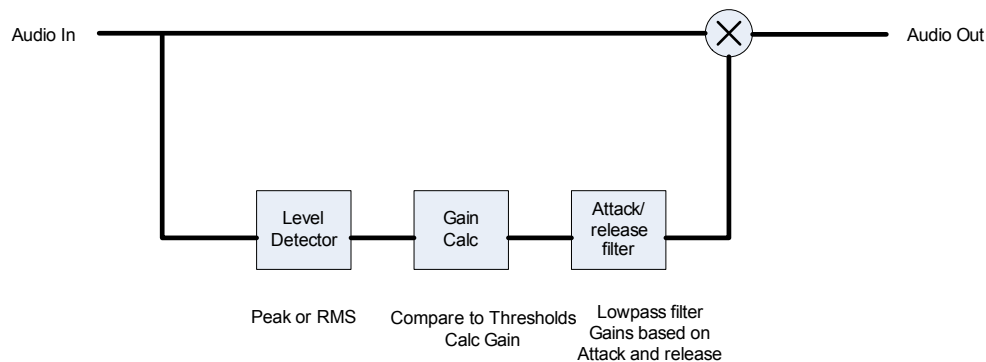 Audio In
Audio Out
Level
Detector
Gain
Calc
Attack/
release
filter
Peak or RMS
Compare to Thresholds
Calc Gain
Lowpass filter
Gains based on
Attack and release